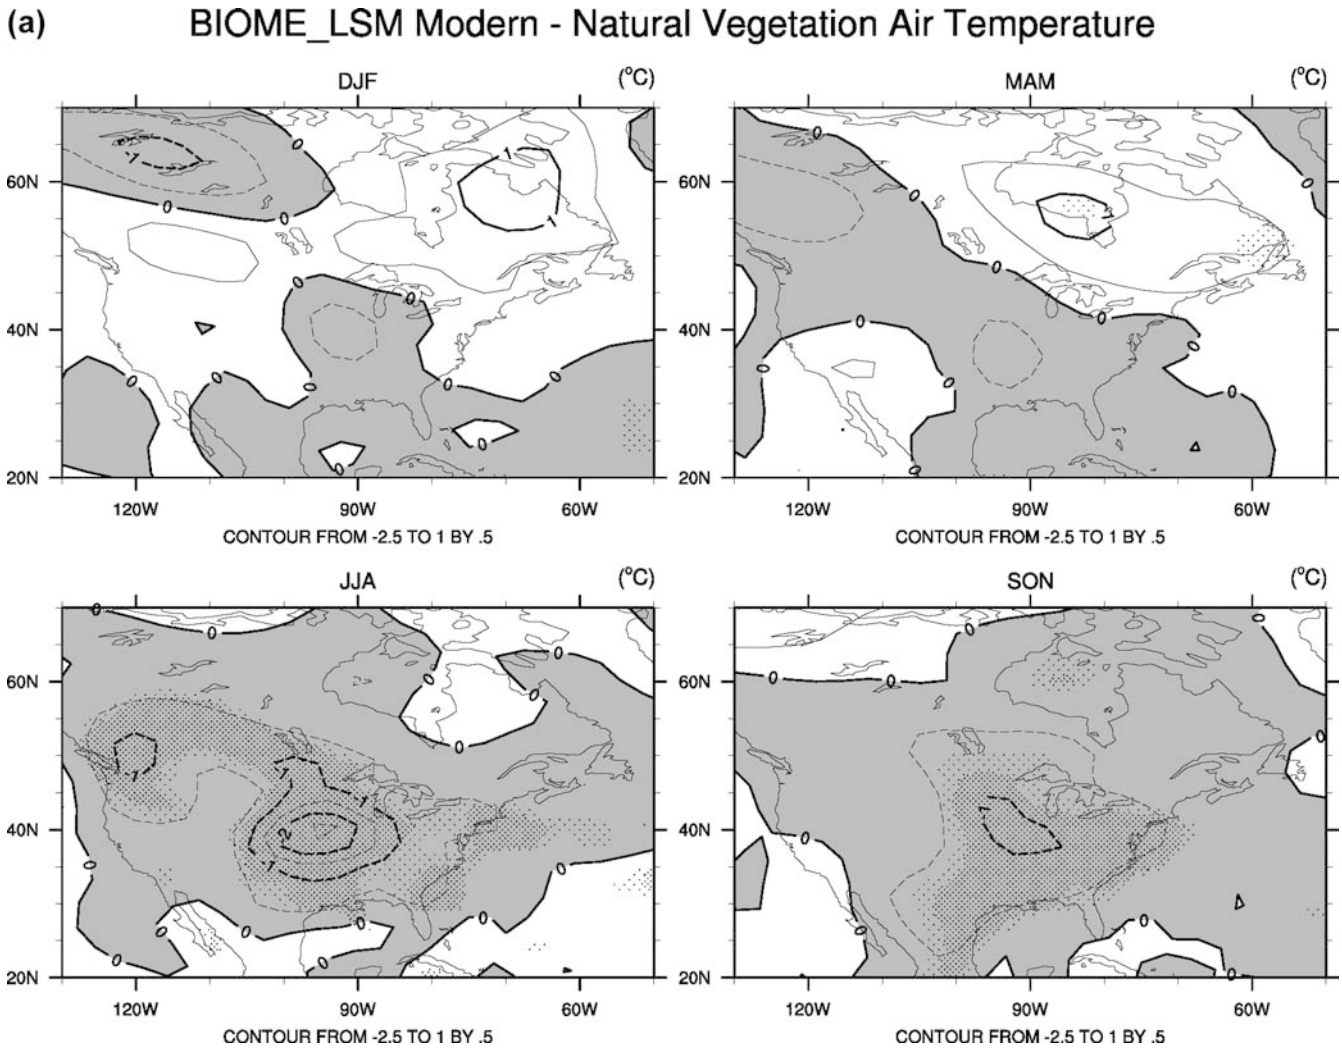 (a) BIOME_LSM Modern - Natural Vegetation Air Temperature
DJF (°C)
MAM
60N
40N
20N
120W 90W 60W
CONTOUR FROM -2.5 TO 1 BY .5
60N
40N
20N
120W 90W 60W
CONTOUR FROM -2.5 TO 1 BY .5
JJA (°C)
SON (°C)
60N
40N
20N
120W 90W 60W
CONTOUR FROM -2.5 TO 1 BY .5
60N
40N
20N
120W 90W 60W
CONTOUR FROM -2.5 TO 1 BY .5